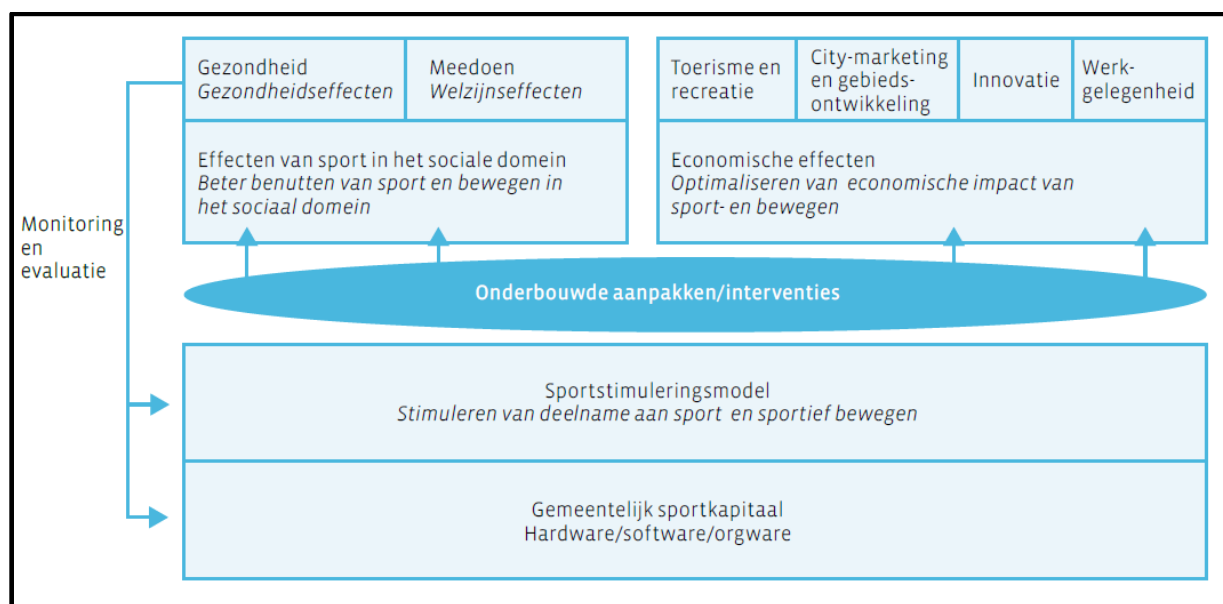 Gezondheid
Gezondheidseffecten
Meedoen
Welzijnseffecten
Toerisme en
recreatie
City-marketing
en gebieds-
ontwikkeling
Innovatie
Werk-
gelegenheid
Effecten van sport in het sociale domein
Beter benutten van sport en bewegen in
het sociaal domein
Economische effecten
Optimaliseren van economische impact van
sport- en bewegen
Monitoring
en
evaluatie
Onderbouwde aanpakken/interventies
Sportstimuleringsmodel
Stimuleren van deelname aan sport en sportief bewegen
Gemeentelijk sportkapitaal
Hardware/software/orgware